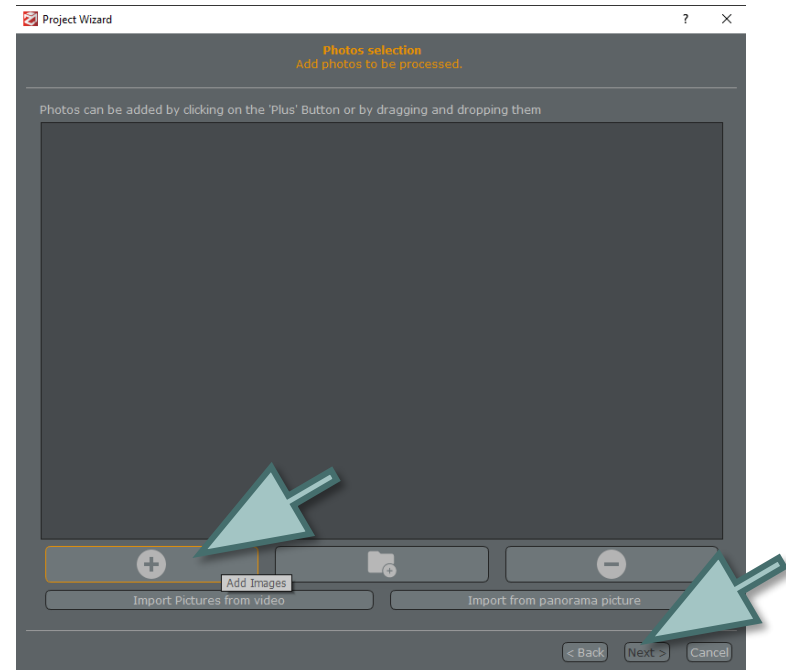 Project Wizard
Photos selection
Add photos to be processed.
Photos can be added by clicking on the 'Plus' Button or by dragging and dropping them
Add Images
Import Pictures from video
Import from panorama picture
< Back
Next >
Cancel